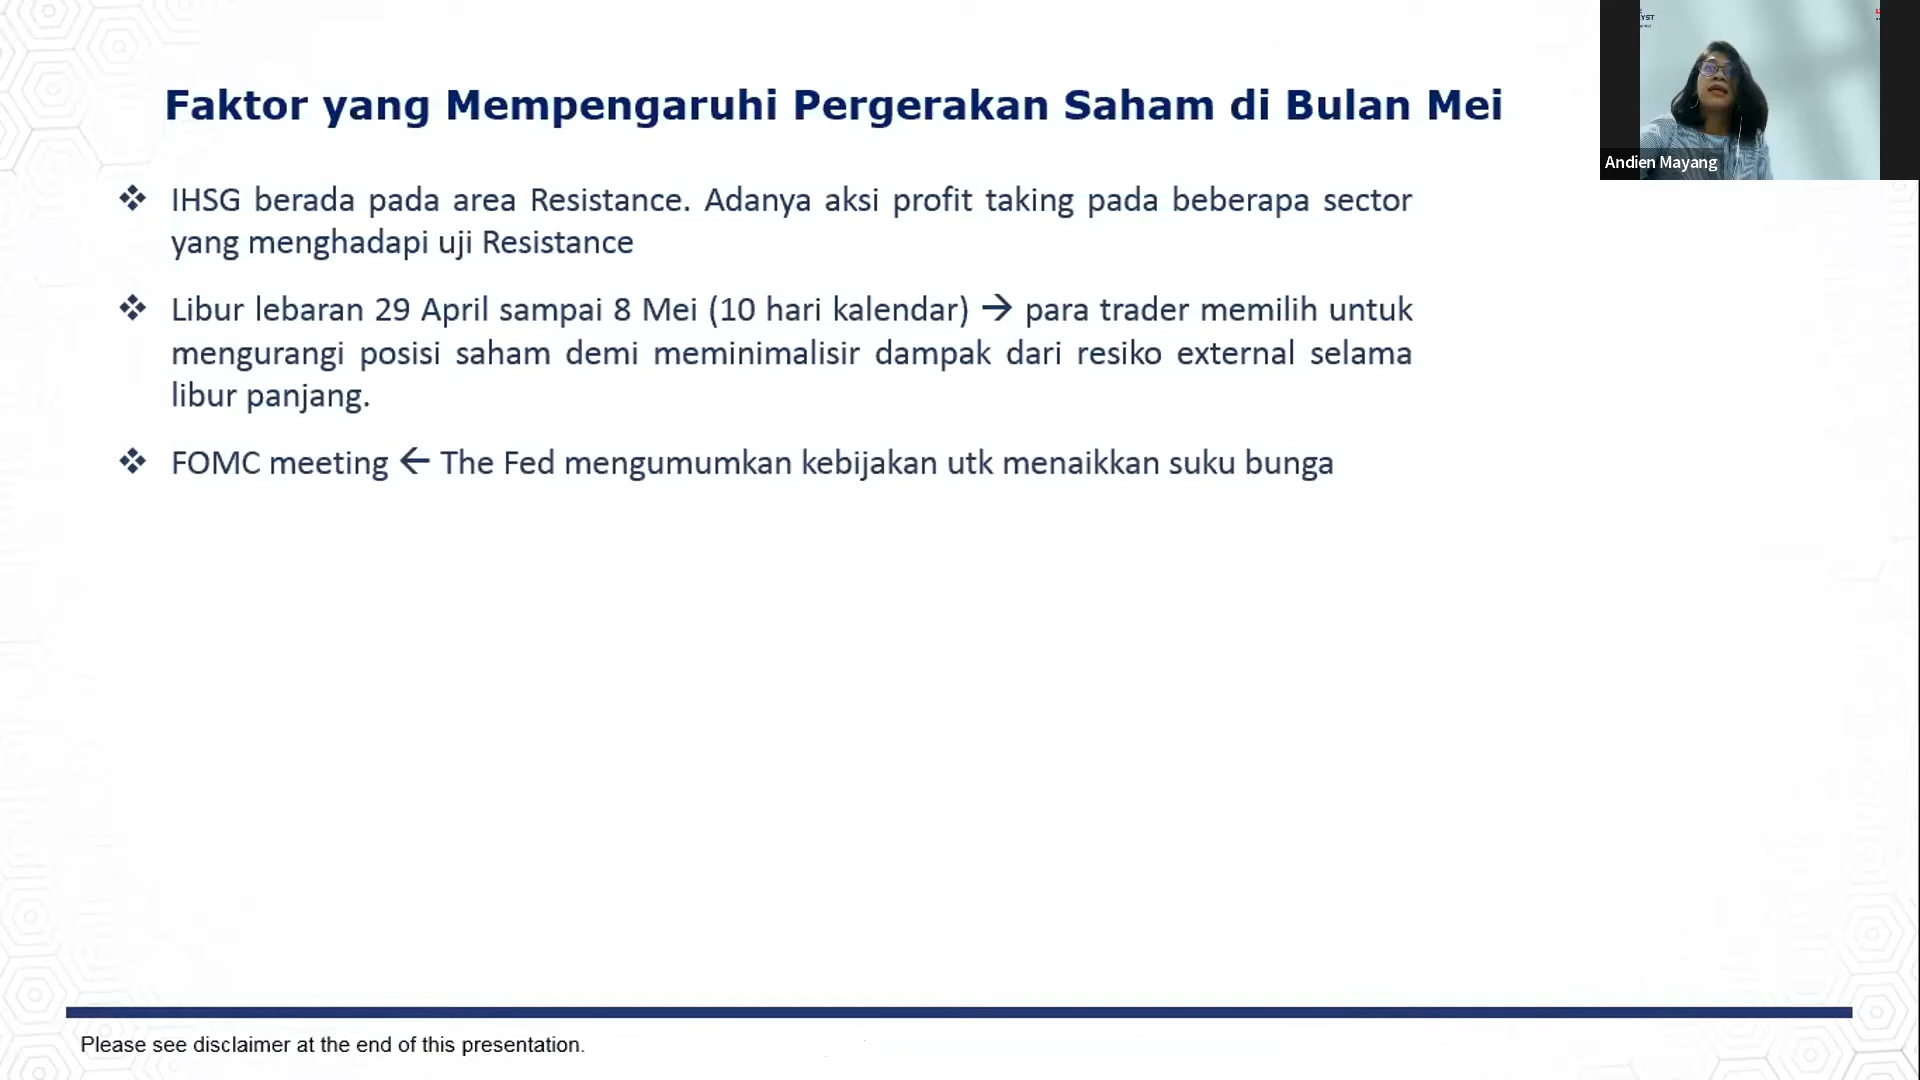 Faktor yang Mempengaruhi Pergerakan Saham di Bulan Mei
YST
Andien Mayang
❖ IHSG berada pada area Resistance. Adanya aksi profit taking pada beberapa sector
yang menghadapi uji Resistance
❖ Libur lebaran 29 April sampai 8 Mei (10 hari kalendar) → para trader memilih untuk
mengurangi posisi saham demi meminimalisir dampak dari resiko external selama
libur panjang.
❖ FOMC meeting ← The Fed mengumumkan kebijakan utk menaikkan suku bunga
Please see disclaimer at the end of this presentation.